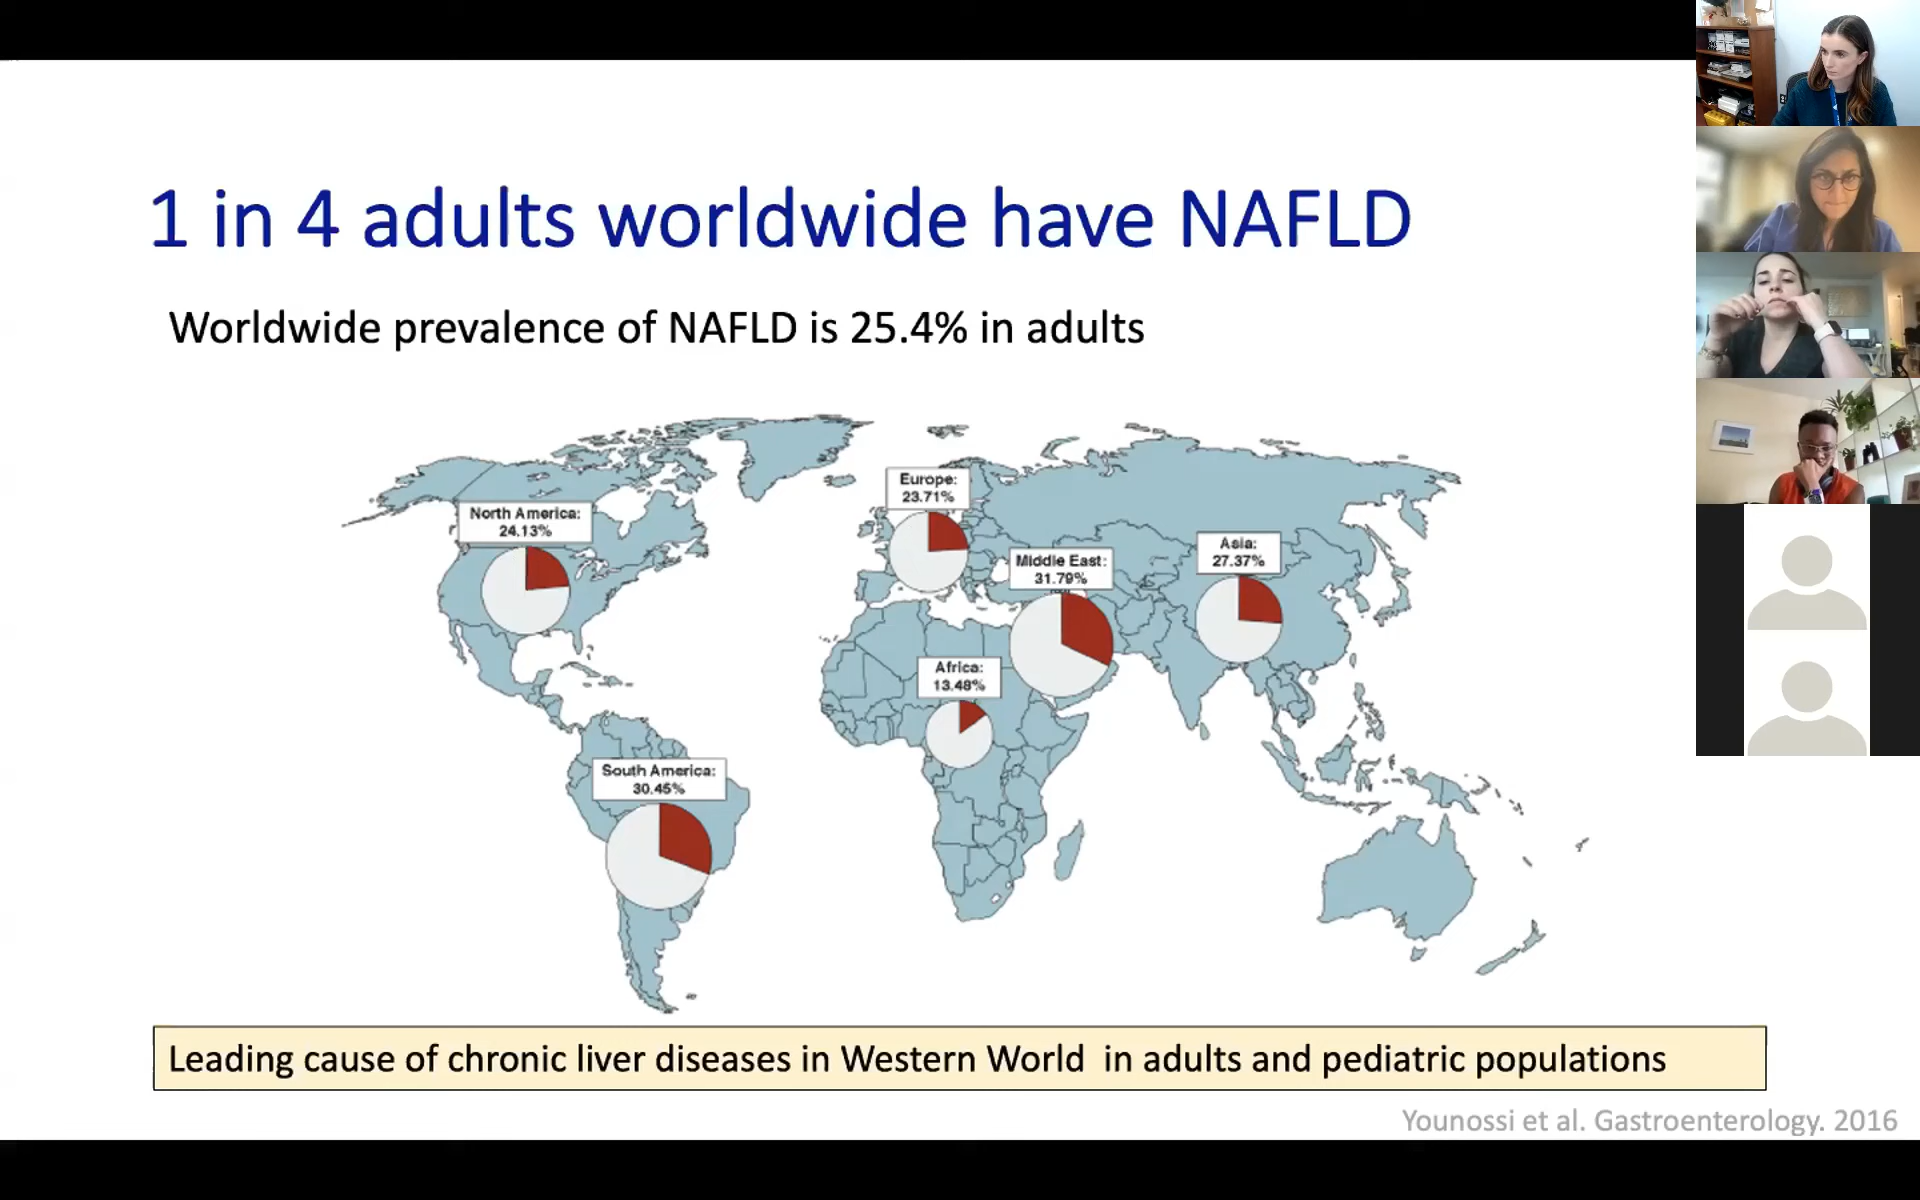 1 in 4 adults worldwide have NAFLD
Worldwide prevalence of NAFLD is 25.4% in adults
Europe:
23.71%
North America:
24.13%
Asia:
27.37%
Middle East:
31.79%
Africa:
13.48%
South America:
30.45%
Leading cause of chronic liver diseases in Western World in adults and pediatric populations
Younossi et al. Gastroenterology. 2016